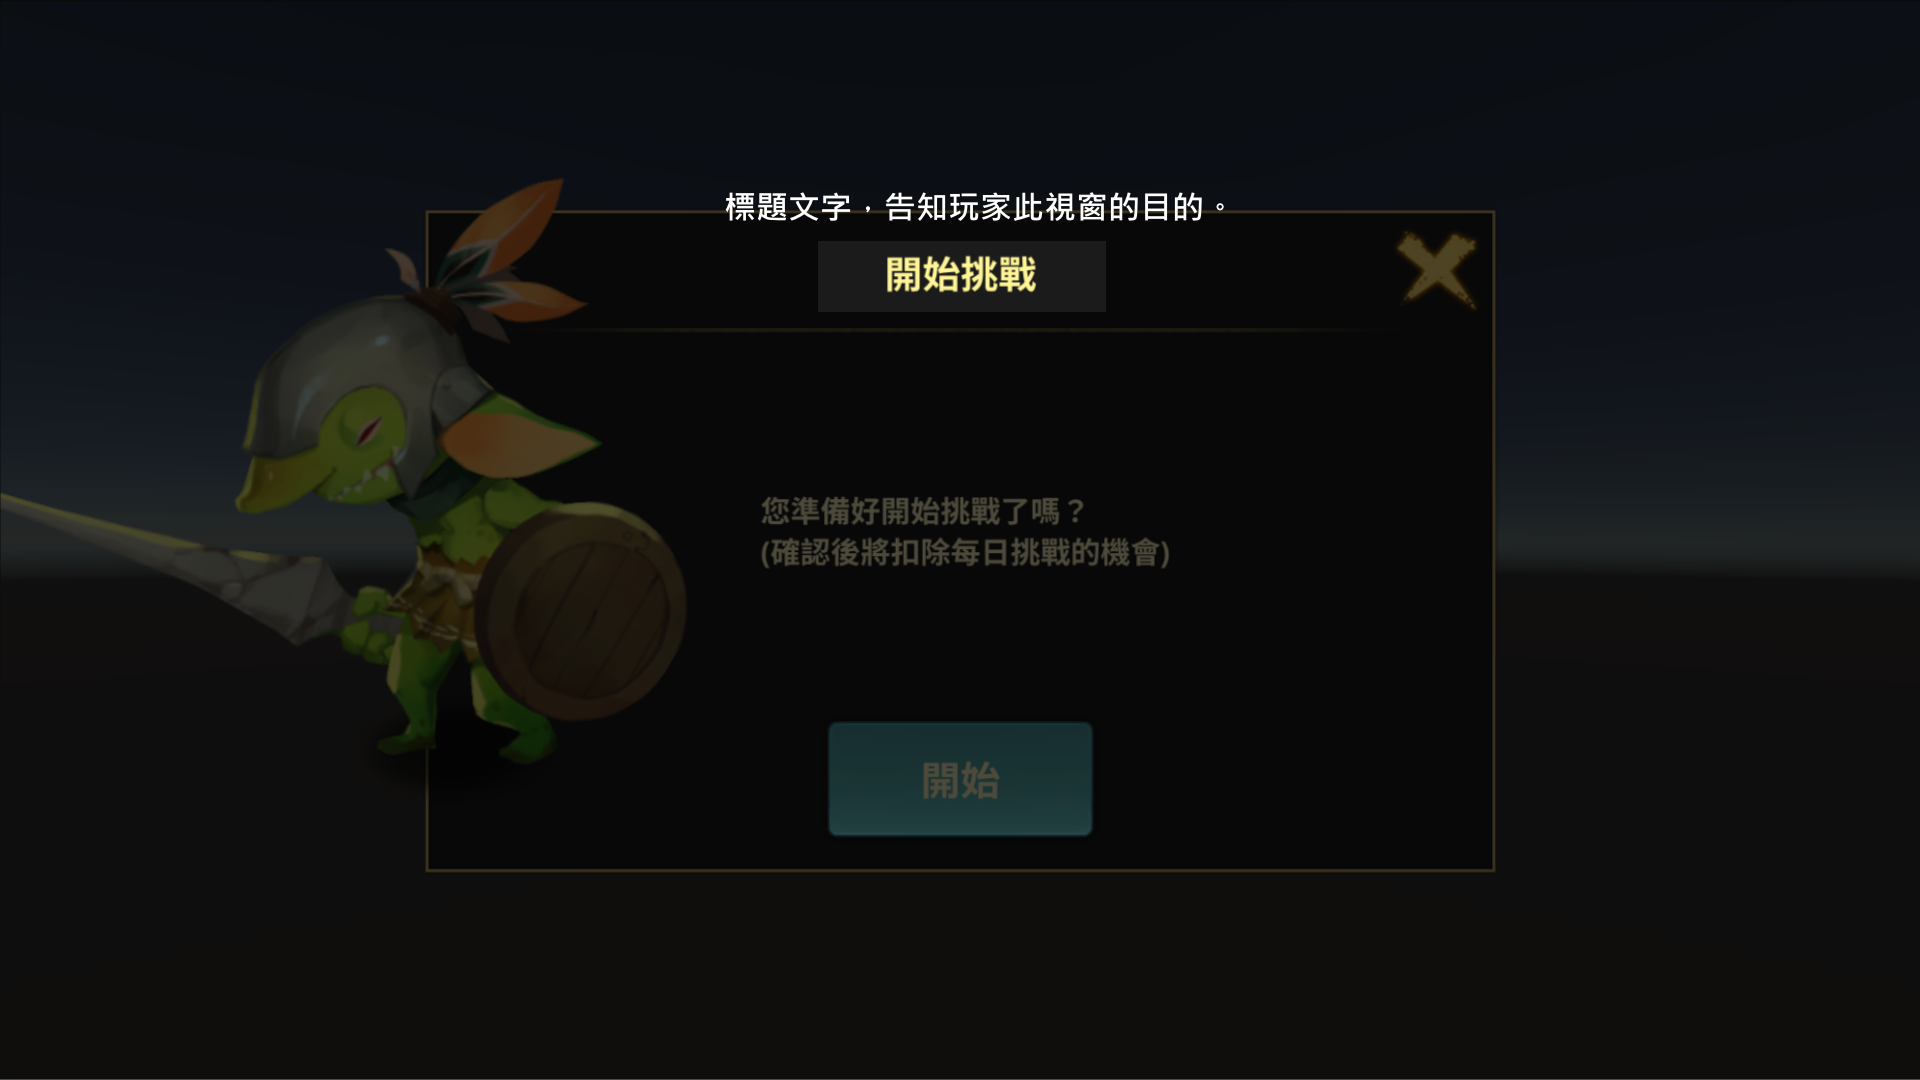 標題文字，告知玩家此視窗的目的。
開始挑戰
您準備好開始挑戰了嗎？
(確認後將扣除每日挑戰的機會)
開始